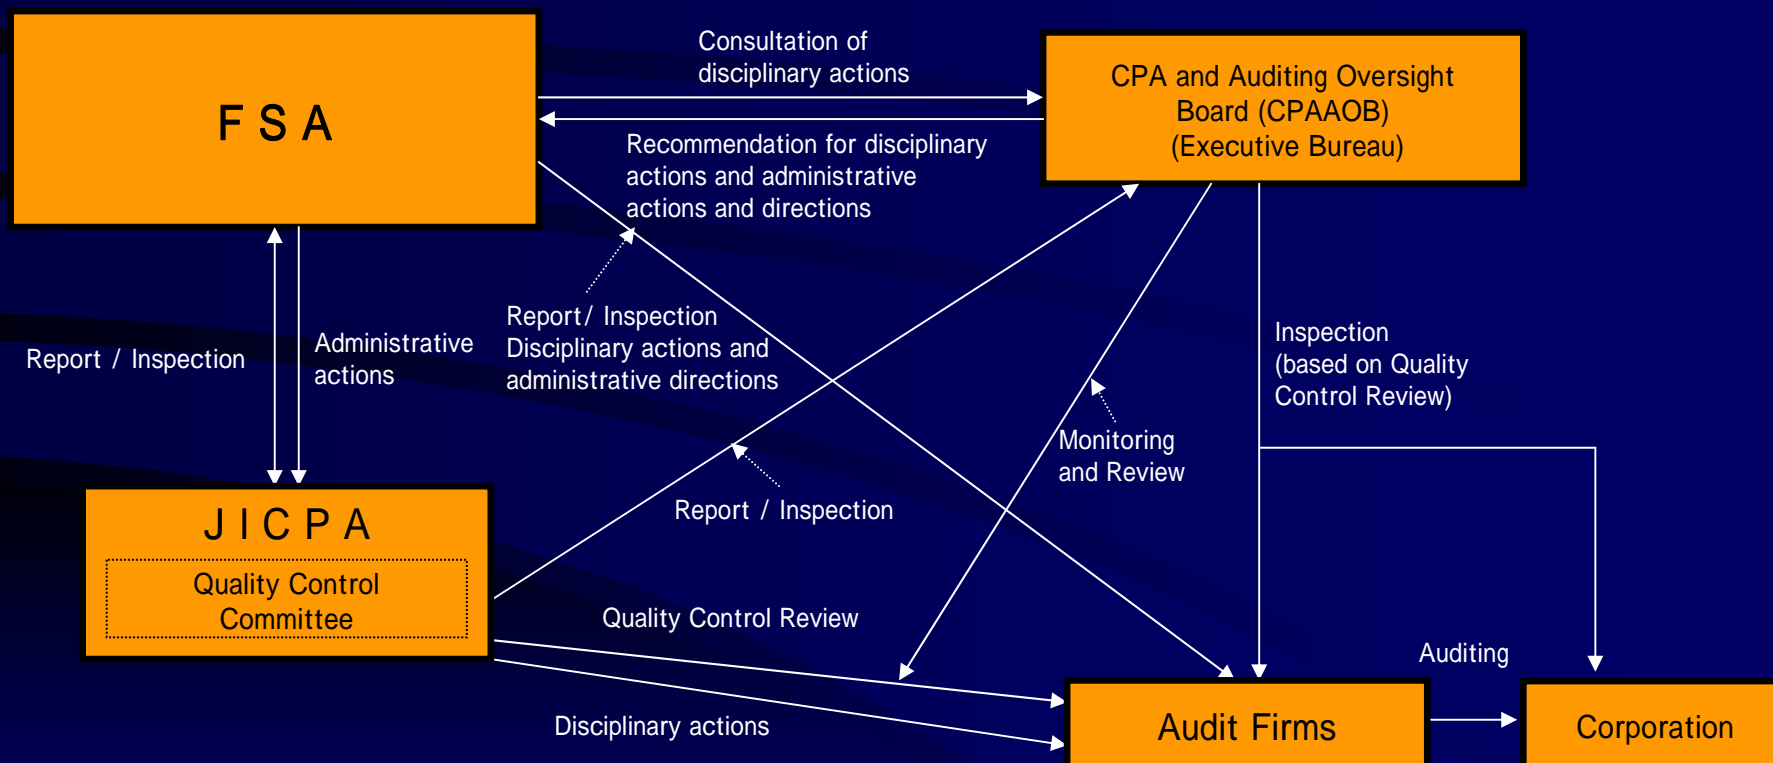 F S A
Consultation of
disciplinary actions
CPA and Auditing Oversight
Board (CPAAOB)
(Executive Bureau)
Recommendation for disciplinary
actions and administrative
actions and directions
Report / Inspection
Administrative
actions
Report / Inspection
Disciplinary actions and
administrative directions
Inspection
(based on Quality
Control Review)
Monitoring
and Review
Report / Inspection
J I C P A
Quality Control
Committee
Quality Control Review
Disciplinary actions
Auditing
Audit Firms
Corporation